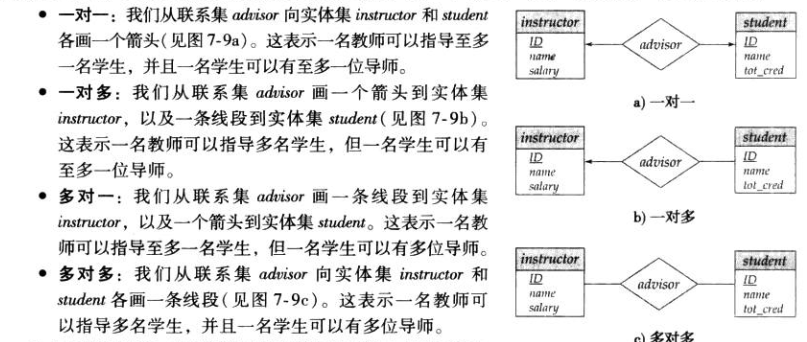 • 一对一：我们从联系集 advisor 向实体集 instructor 和 student
各画一个箭头(见图 7-9a)。这表示一名教师可以指导至多
一名学生，并且一名学生可以有至多一位导师。
• 一对多：我们从联系集 advisor 画一个箭头到实体集
instructor，以及一条线段到实体集 student(见图 7-9b)。
这表示一名教师可以指导多名学生，但一名学生可以有
至多一位导师。
• 多对一：我们从联系集 advisor 画一条线段到实体集
instructor，以及一个箭头到实体集 student。这表示一名教
师可以指导至多一名学生，但一名学生可以有多位导师。
• 多对多：我们从联系集 advisor 向实体集 instructor 和
student 各画一条线段(见图 7-9c)。这表示一名教师可
以指导多名学生，并且一名学生可以有多位导师。
instructor
ID
name
salary
advisor
student
ID
name
tot_cred
a) 一对一
instructor
ID
name
salary
advisor
student
ID
name
tot_cred
b) 一对多
instructor
ID
name
salary
advisor
student
ID
name
tot_cred
c) 多对多